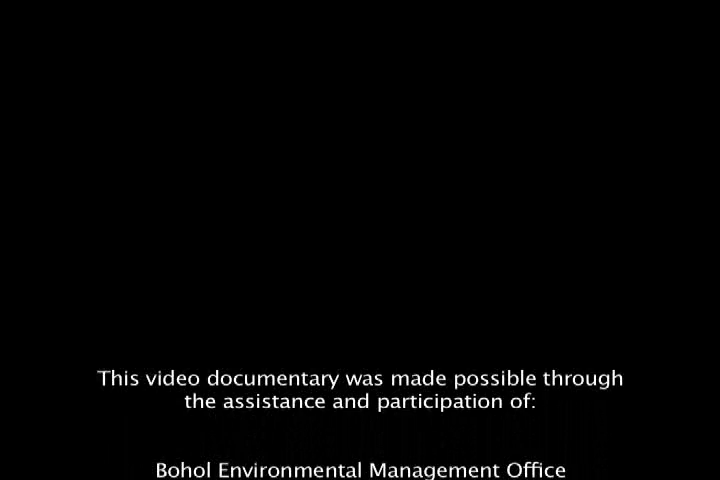 This video documentary was made possible through
the assistance and participation of:
Bohol Environmental Management Office